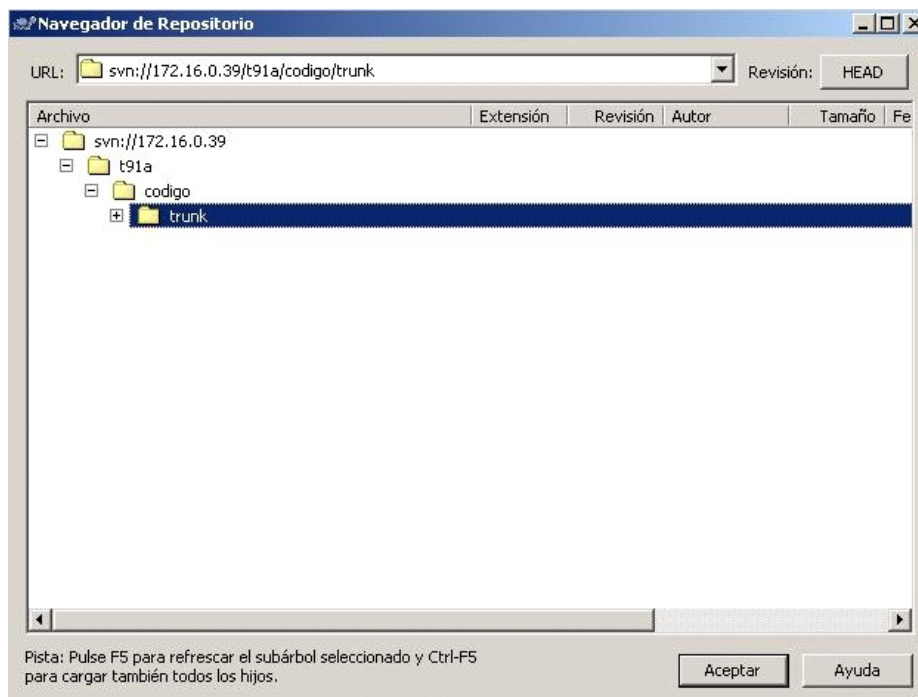 Navegador de Repositorio
URL: svn://172.16.0.39/t91a/codigo/trunk Revisión: HEAD
Archivo Extensión Revisión Autor Tamaño Fe
svn://172.16.0.39
t91a
codigo
trunk
Pista: Pulse F5 para refrescar el subárbol seleccionado y Ctrl-F5
para cargar también todos los hijos.
Aceptar Ayuda